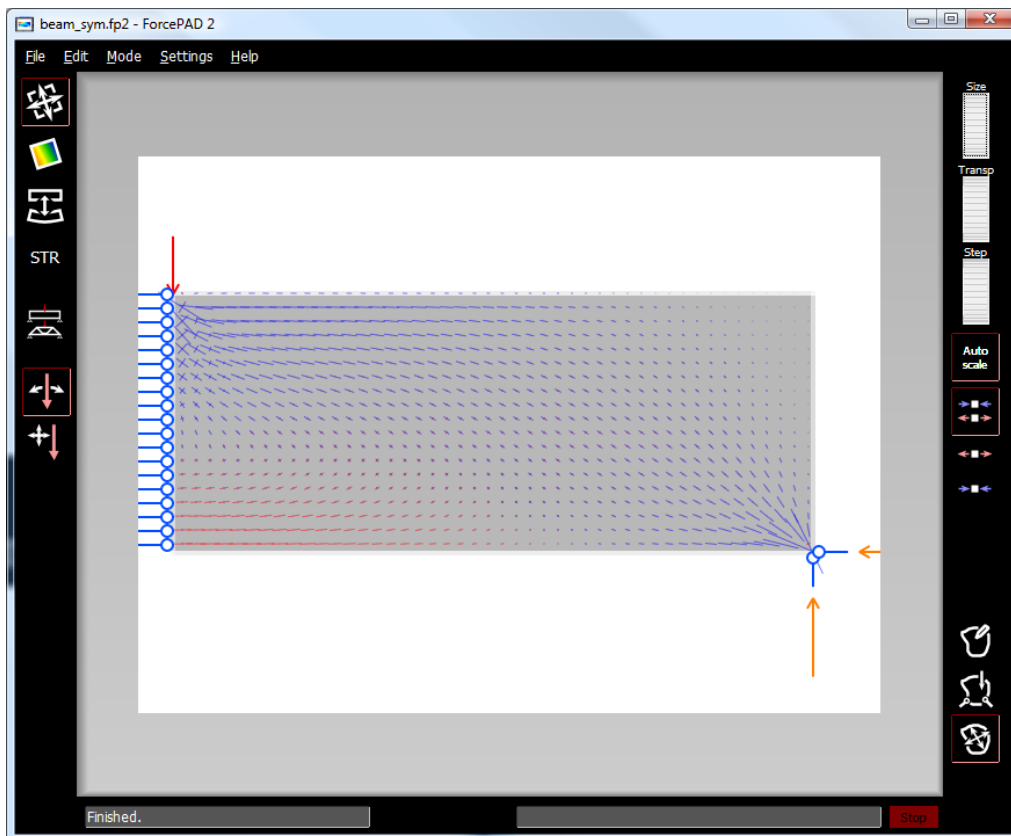 beam_sym.fp2 - ForcePAD 2
File Edit Mode Settings Help
Size
Transp
STR
Step
Auto
scale
Finished.
Stop